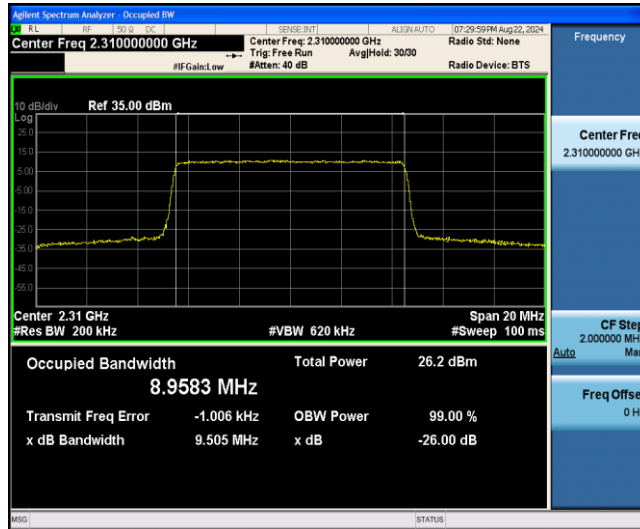 Agilent Spectrum Analyzer - Occupied BW
RL RF 50 Ω DC SENSE:INT ALIGN AUTO 07:29:59PM Aug 22, 2024
Center Freq 2.310000000 GHz Center Freq: 2.310000000 GHz Radio Std: None Frequency
Trig: Free Run Avg|Hold: 30/30
#IFGain:Low #Atten: 40 dB Radio Device: BTS
10 dB/div Ref 35.00 dBm
Log
25.0
15.0
5.00
-5.00
-15.0
-25.0
-35.0
-45.0
-55.0
Center Freq
2.310000000 GH
Center 2.31 GHz Span 20 MHz
#Res BW 200 kHz #VBW 620 kHz #Sweep 100 ms
CF Step
2.000000 MH
Auto Ma
Occupied Bandwidth Total Power 26.2 dBm
8.9583 MHz
Transmit Freq Error -1.006 kHz OBW Power 99.00 %
x dB Bandwidth 9.505 MHz x dB -26.00 dB
Freq Offse
0 H
MSG STATUS